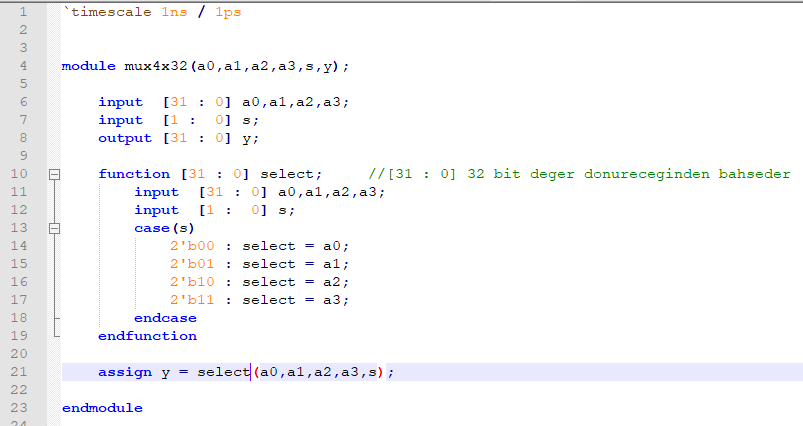 1 `timescale 1ns / 1ps
2
3
4 module mux4x32(a0,a1,a2,a3,s,y);
5
6     input  [31 : 0] a0,a1,a2,a3;
7     input  [1 :  0] s;
8     output [31 : 0] y;
9
10     function [31 : 0] select;     //[31 : 0] 32 bit deger donureceginden bahseder
11         input  [31 : 0] a0,a1,a2,a3;
12         input  [1 :  0] s;
13         case(s)
14             2'b00 : select = a0;
15             2'b01 : select = a1;
16             2'b10 : select = a2;
17             2'b11 : select = a3;
18         endcase
19     endfunction
20
21     assign y = select(a0,a1,a2,a3,s);
22
23 endmodule
24